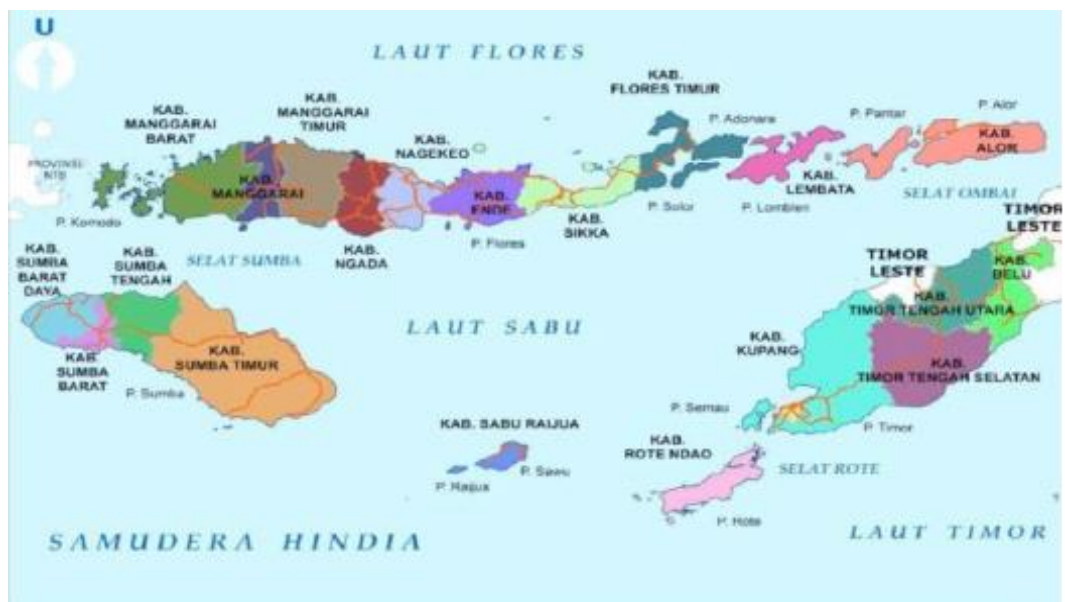 U
LAUT FLORES
KAB.
MANGGARAI
BARAT
KAB.
MANGGARAI
TIMUR
KAB.
NAGEKEO
KAB.
FLORES TIMUR
P. Adonara
P. Pantar
P. Alor
KAB.
ALOR
PROVINSI
NTB
KAB.
MANGGARAI
KAB.
ENDE
KAB.
SIKKA
KAB.
LEMBATA
SELAT OMBAI
P. Komodo
P. Solor
P. Lomblen
P. Flores
KAB.
NGADA
SELAT SUMBA
KAB.
SUMBA
BARAT
DAYA
KAB.
SUMBA
TENGAH
TIMOR
LESTE
TIMOR
LESTE
KAB.
BELU
KAB.
TIMOR TENGAH UTARA
LAUT SABU
KAB.
KUPANG
KAB.
SUMBA TIMUR
KAB.
TIMOR TENGAH SELATAN
KAB.
SUMBA
BARAT
P. Sumba
P. Semau
P. Timor
KAB. SABU RAIJUA
KAB.
ROTE NDAO
SELAT ROTE
P. Sawu
P. Raijua
P. Rote
SAMUDERA HINDIA
LAUT TIMOR